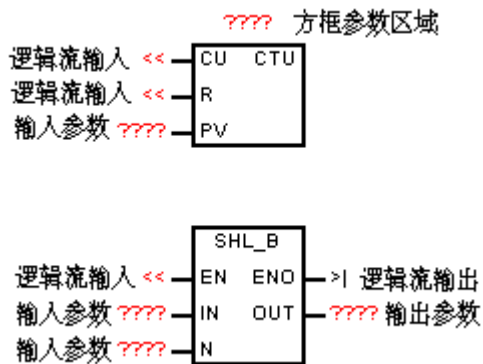 ???? 方框参数区域
逻辑流输入 << CU CTU
逻辑流输入 << R
输入参数 ???? PV
SHL_B
逻辑流输入 << EN ENO >| 逻辑流输出
输入参数 ???? IN OUT ???? 输出参数
输入参数 ???? N